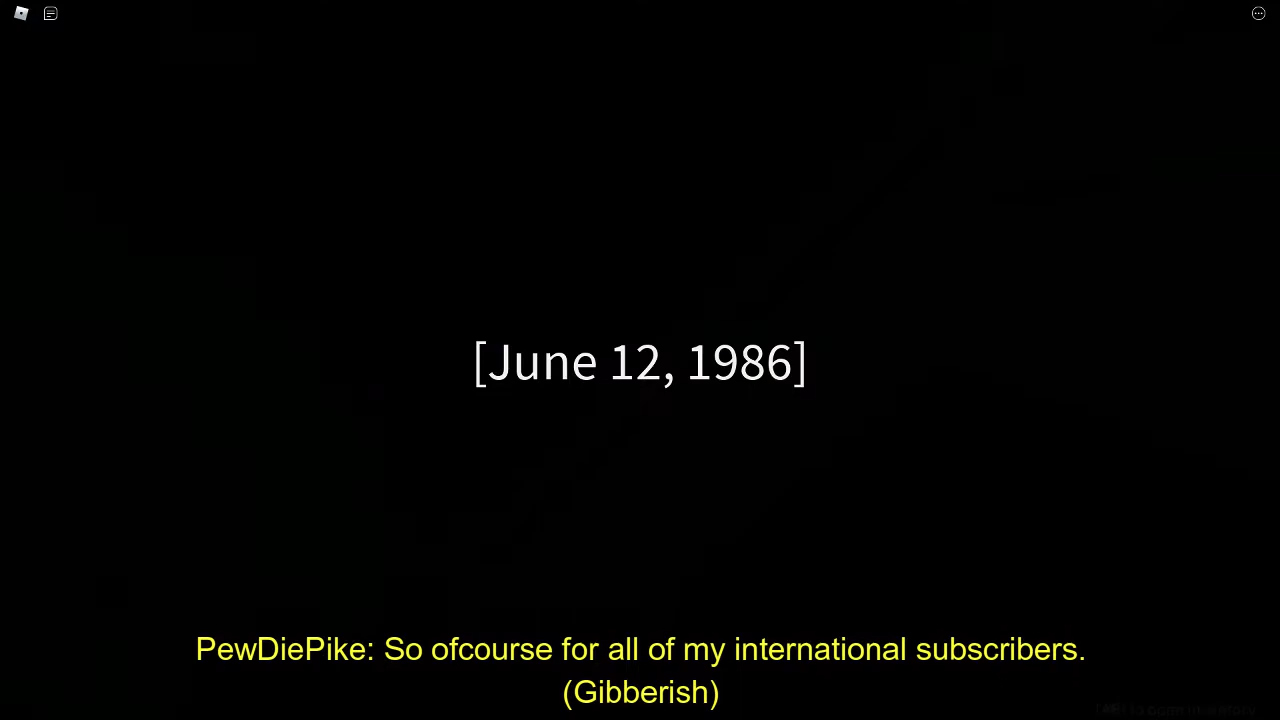 [June 12, 1986]
PewDiePike: So ofcourse for all of my international subscribers.
(Gibberish)